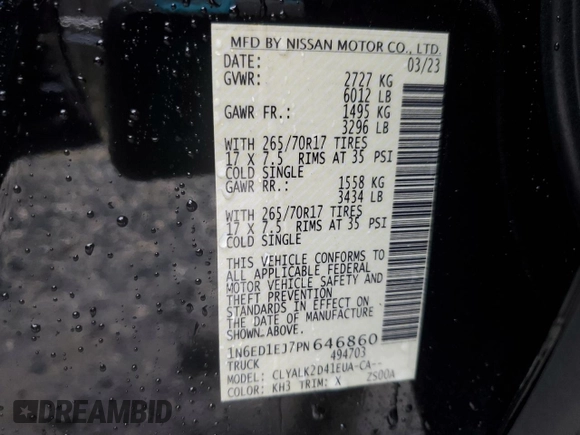 MFD BY NISSAN MOTOR CO., LTD.
DATE: 03/23
GVWR: 2727 KG
6012 LB
GAWR FR.: 1495 KG
3296 LB
WITH 265/70R17 TIRES
17 X 7.5 RIMS AT 35 PSI
COLD SINGLE
GAWR RR.: 1558 KG
3434 LB
WITH 265/70R17 TIRES
17 X 7.5 RIMS AT 35 PSI
COLD SINGLE
THIS VEHICLE CONFORMS TO
ALL APPLICABLE FEDERAL
MOTOR VEHICLE SAFETY AND
THEFT PREVENTION
STANDARDS IN EFFECT ON
THE DATE OF MANUFACTURE
SHOWN ABOVE.
1N6ED1EJ7PN646860
TRUCK 494703
MODEL: CLYALK2D41EUA-CA--
COLOR: KH3 TRIM: X ZS00A
DREAMBID